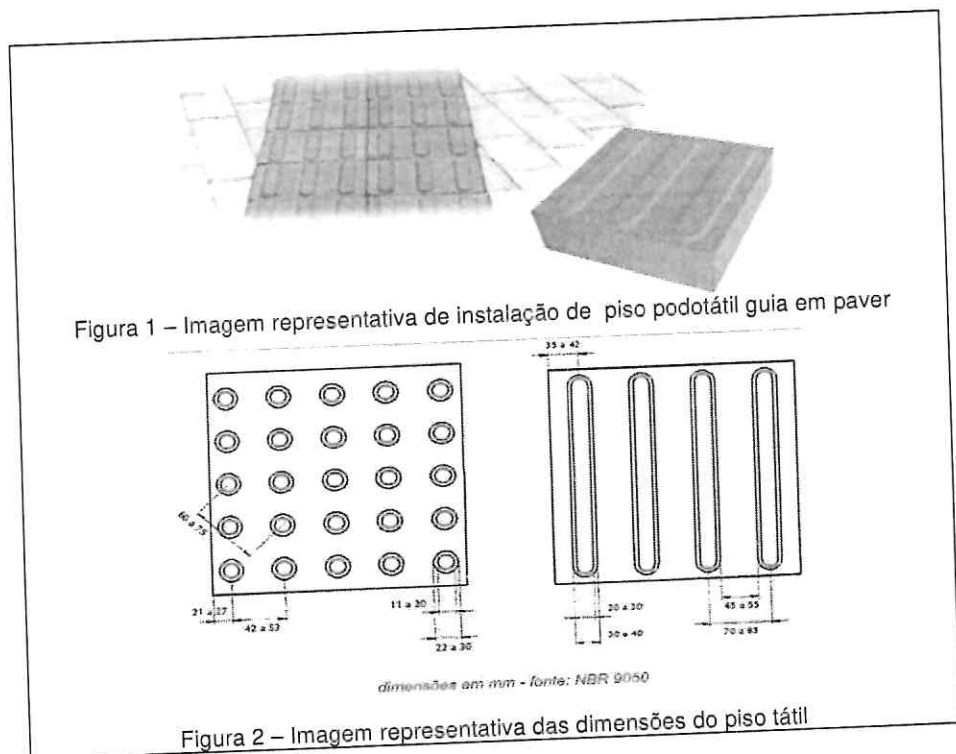 Figura 1 – Imagem representativa de instalação de piso podotátil guia em paver
35 a 42
60 a 75
21 a 27
42 a 53
11 a 20
22 a 30
20 a 30
30 a 40
45 a 55
70 a 85
dimensões em mm - fonte: NBR 9050
Figura 2 – Imagem representativa das dimensões do piso tátil